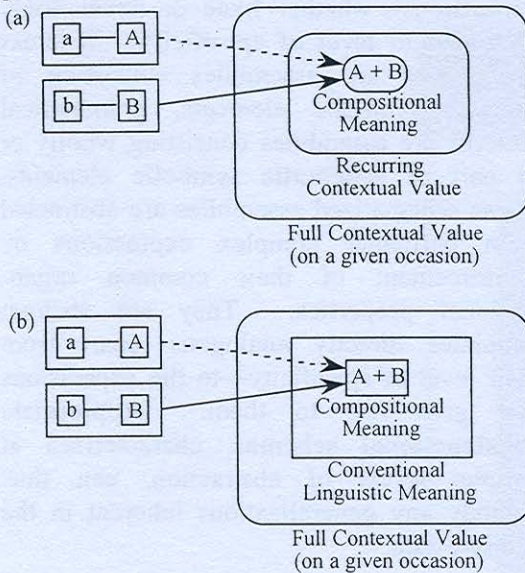 (a)
a A
b B
A + B
Compositional
Meaning
Recurring
Contextual Value
Full Contextual Value
(on a given occasion)
(b)
a A
b B
A + B
Compositional
Meaning
Conventional
Linguistic Meaning
Full Contextual Value
(on a given occasion)